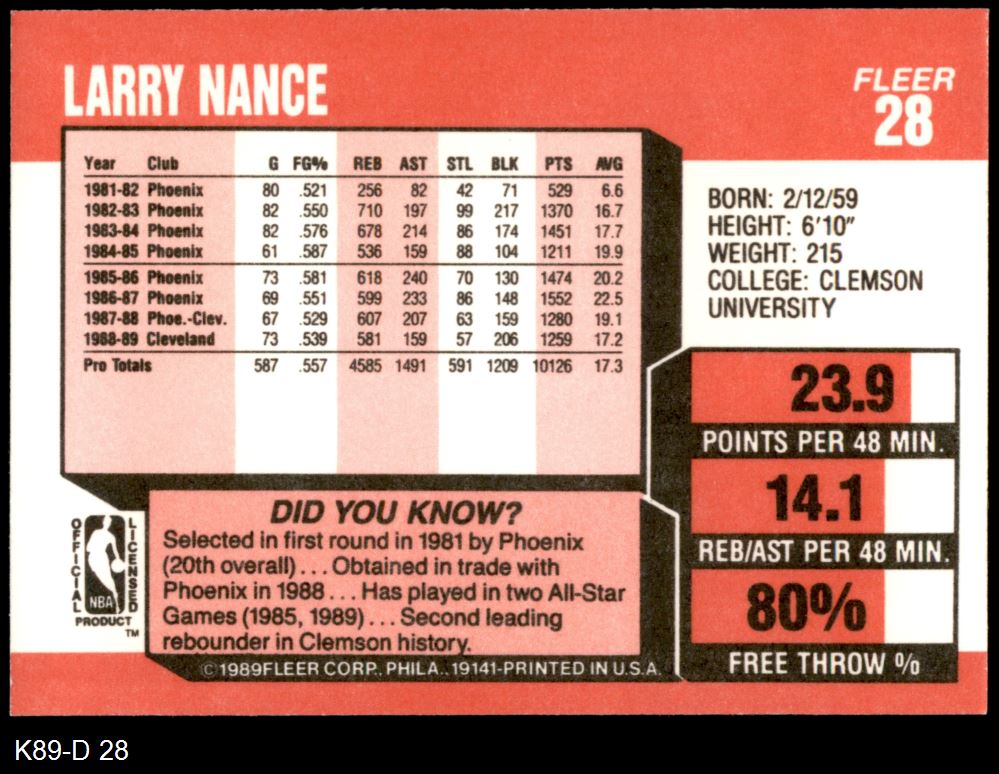 LARRY NANCE
FLEER
28
Year Club G FG% REB AST STL BLK PTS AVG
1981-82 Phoenix 80 .521 256 82 42 71 529 6.6
1982-83 Phoenix 82 .550 710 197 99 217 1370 16.7
1983-84 Phoenix 82 .576 678 214 86 174 1451 17.7
1984-85 Phoenix 61 .587 536 159 88 104 1211 19.9
1985-86 Phoenix 73 .581 618 240 70 130 1474 20.2
1986-87 Phoenix 69 .551 599 233 86 148 1552 22.5
1987-88 Phoe.-Clev. 67 .529 607 207 63 159 1280 19.1
1988-89 Cleveland 73 .539 581 159 57 206 1259 17.2
Pro Totals 587 .557 4585 1491 591 1209 10126 17.3
BORN: 2/12/59
HEIGHT: 6'10"
WEIGHT: 215
COLLEGE: CLEMSON
UNIVERSITY
23.9
POINTS PER 48 MIN.
14.1
REB/AST PER 48 MIN.
80%
FREE THROW %
OFFICIAL
LICENSED
NBA
PRODUCT
TM
DID YOU KNOW?
Selected in first round in 1981 by Phoenix
(20th overall) . . . Obtained in trade with
Phoenix in 1988 . . . Has played in two All-Star
Games (1985, 1989) . . . Second leading
rebounder in Clemson history.
©1989FLEER CORP., PHILA., 19141-PRINTED IN U.S.A.
K89-D 28